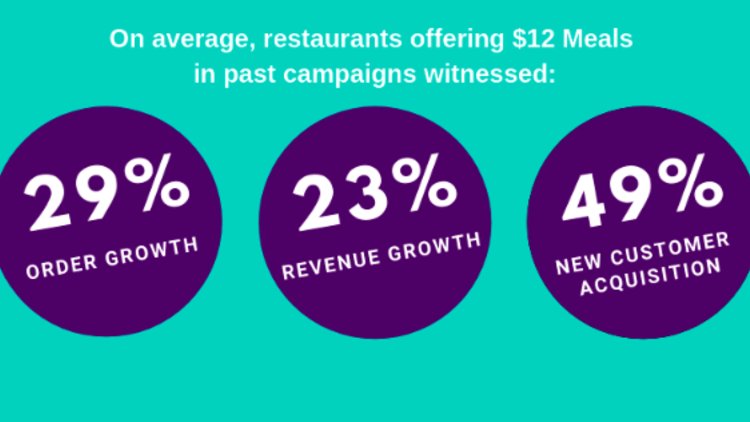 On average, restaurants offering $12 Meals
in past campaigns witnessed:
29%
ORDER GROWTH
23%
REVENUE GROWTH
49%
NEW CUSTOMER
ACQUISITION